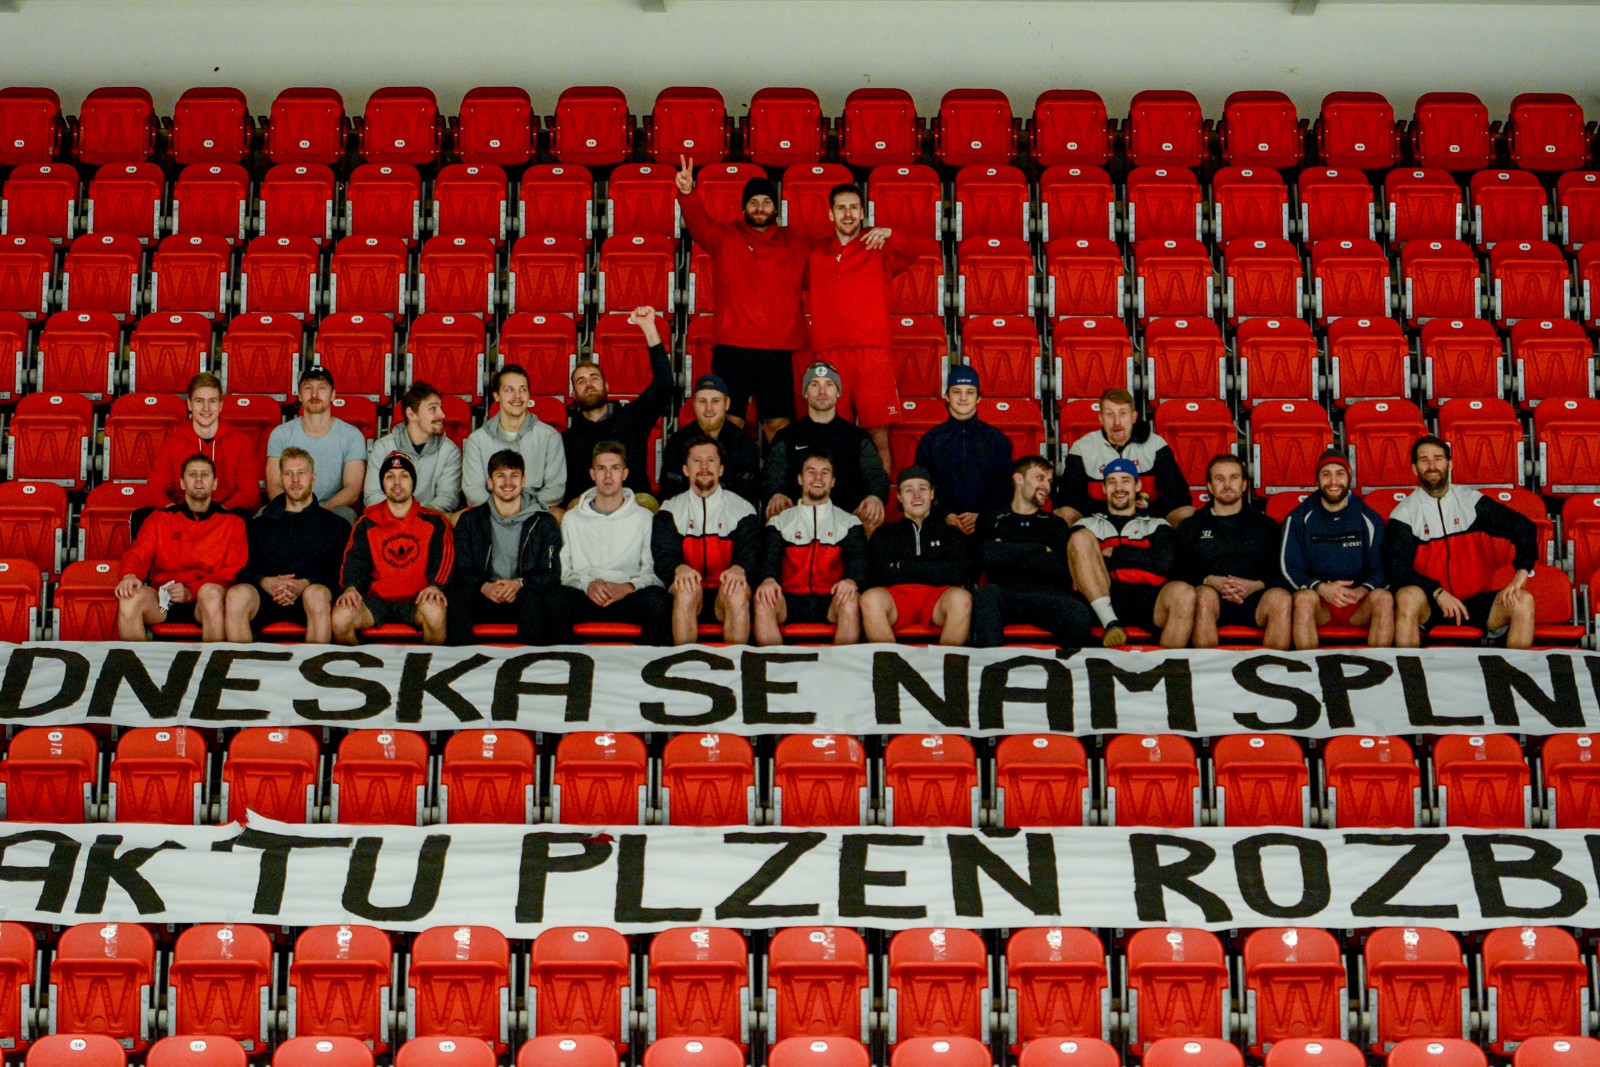 DNESKA SE NÁM SPLN
AK TU PLZEŇ ROZB